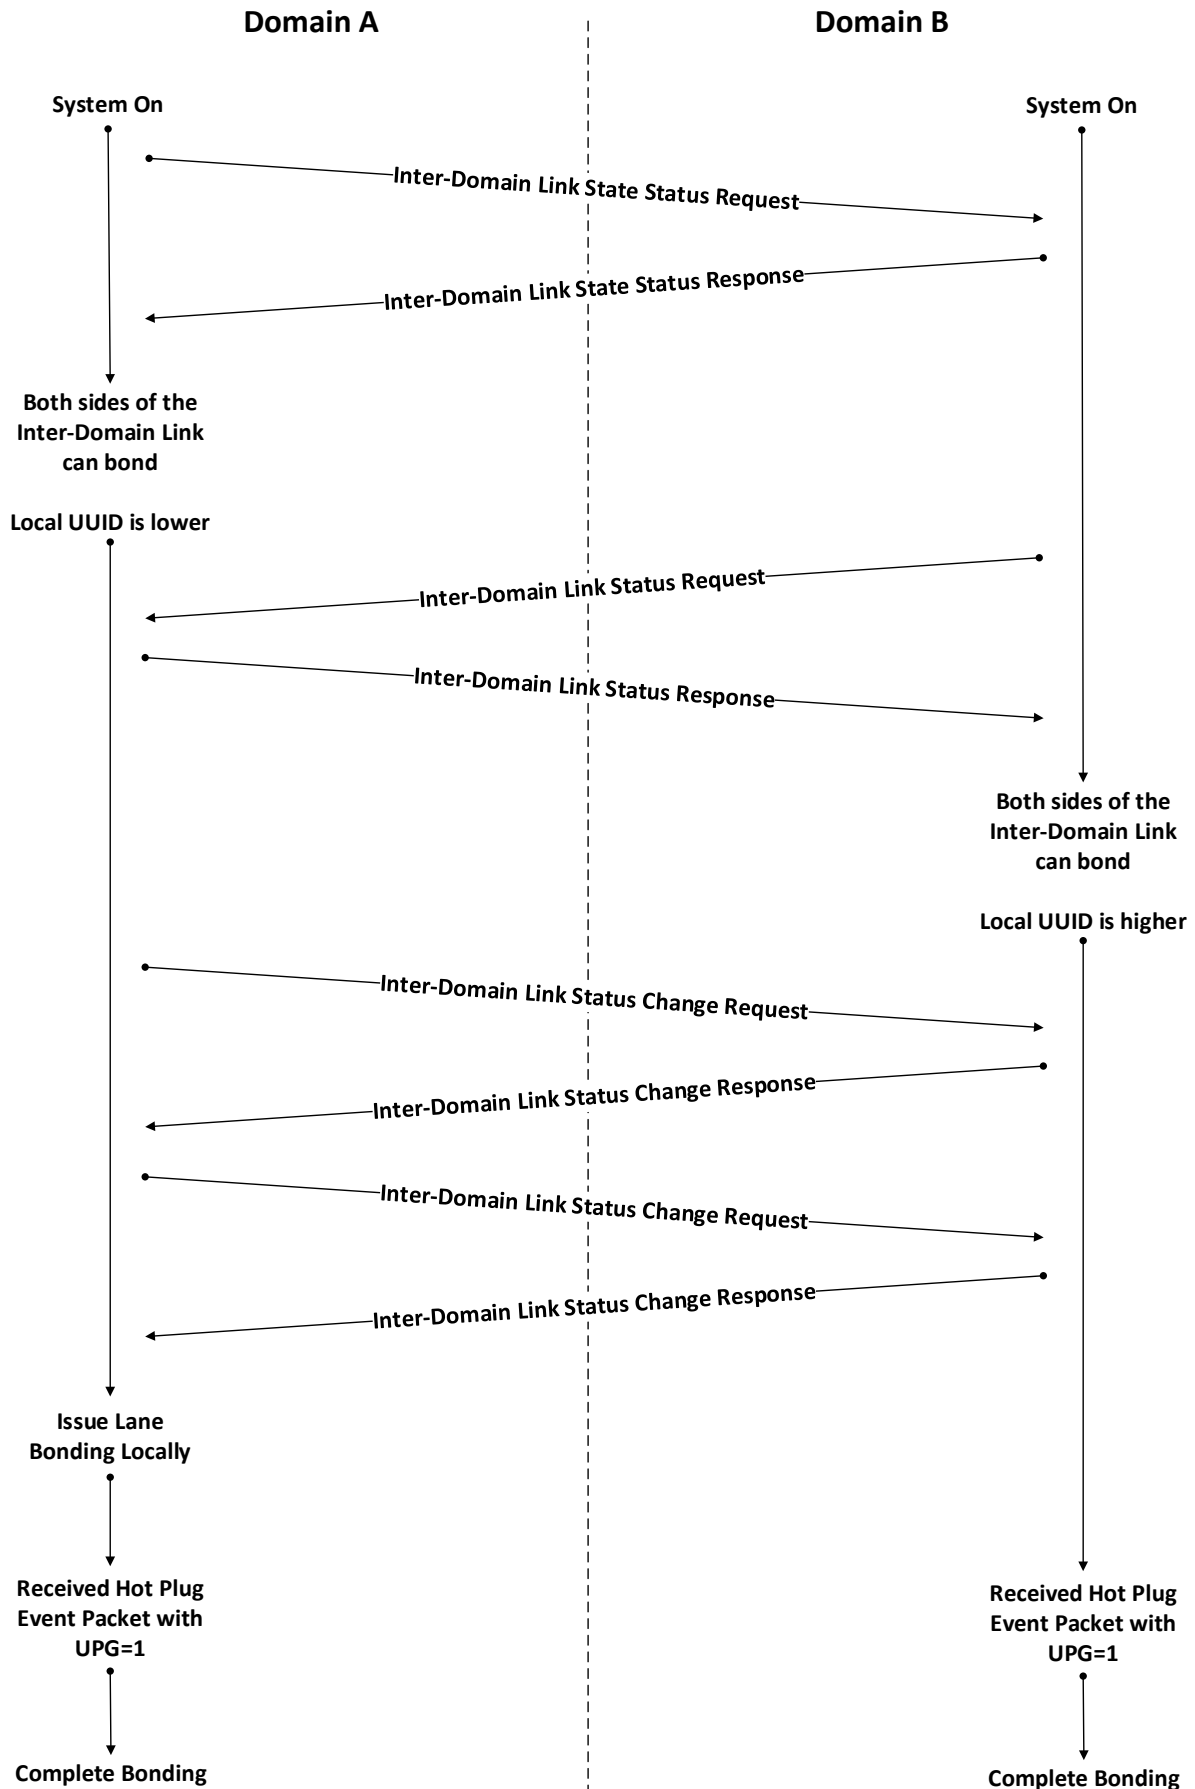 Domain A
Domain B
System On
System On
Inter-Domain Link State Status Request
Inter-Domain Link State Status Response
Both sides of the
Inter-Domain Link
can bond
Local UUID is lower
Inter-Domain Link Status Request
Inter-Domain Link Status Response
Both sides of the
Inter-Domain Link
can bond
Local UUID is higher
Inter-Domain Link Status Change Request
Inter-Domain Link Status Change Response
Inter-Domain Link Status Change Request
Inter-Domain Link Status Change Response
Issue Lane
Bonding Locally
Received Hot Plug
Event Packet with
UPG=1
Received Hot Plug
Event Packet with
UPG=1
Complete Bonding
Complete Bonding